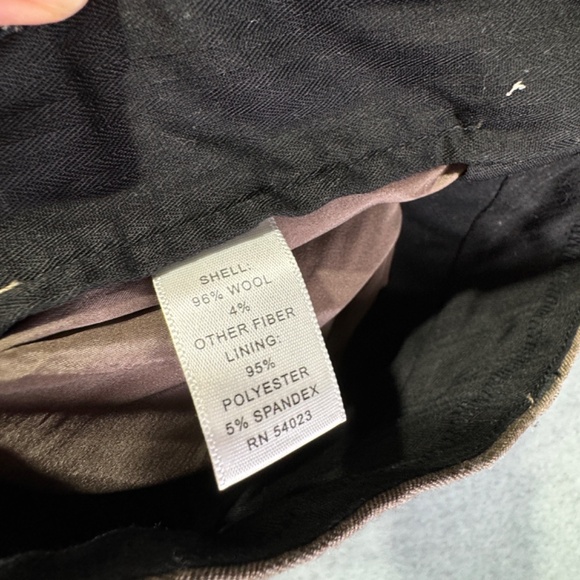 SHELL:
96% WOOL
4%
OTHER FIBER
LINING:
95%
POLYESTER
5% SPANDEX
RN 54023